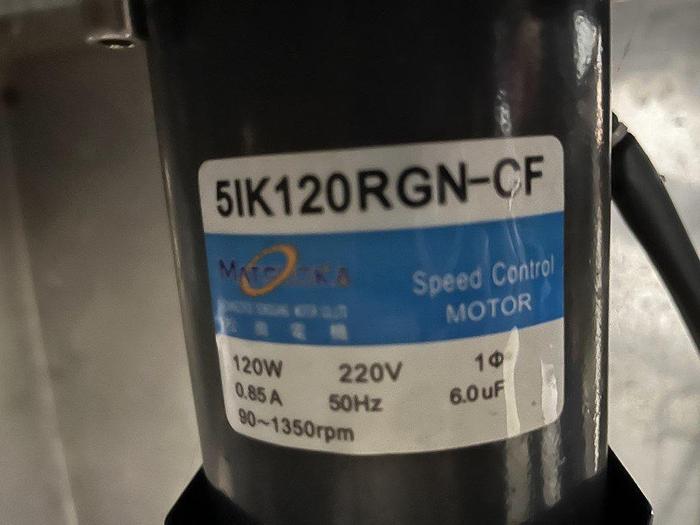 5IK120RGN-CF
Speed Control
MOTOR
120W 220V 1Φ
0.85A 50Hz 6.0uF
90~1350rpm